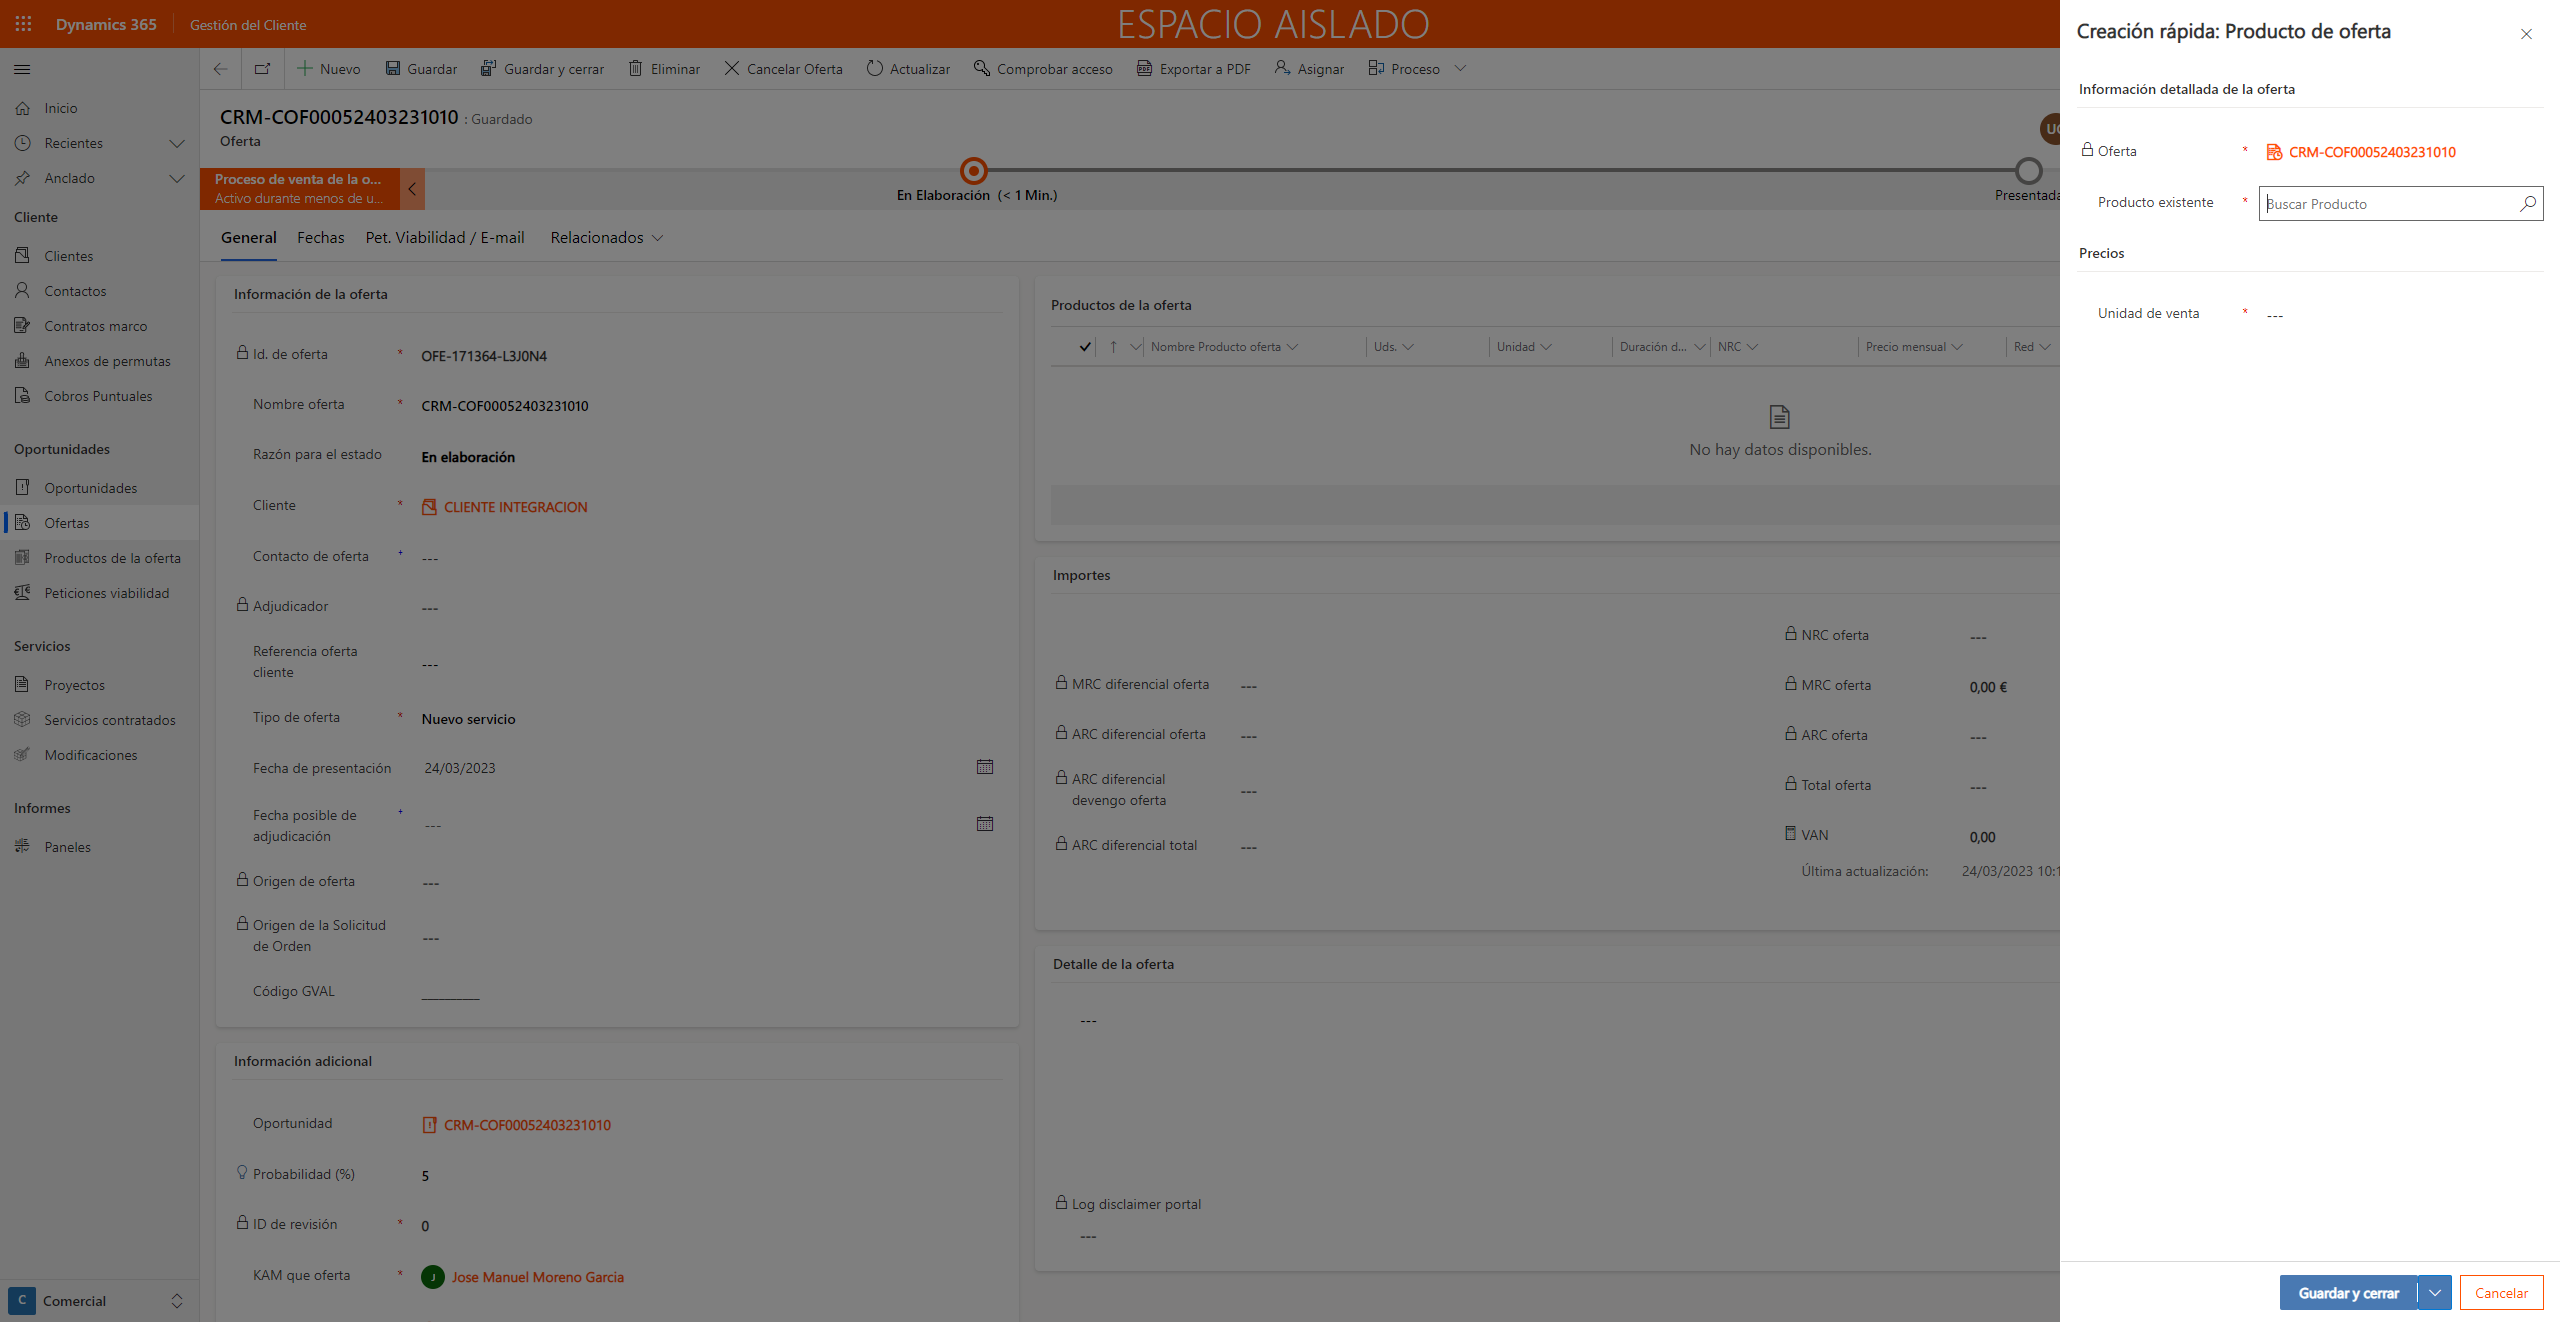 Dynamics 365
Gestión del Cliente
ESPACIO AISLADO
Nuevo
Guardar
Guardar y cerrar
Eliminar
Cancelar Oferta
Actualizar
Comprobar acceso
Exportar a PDF
Asignar
Proceso
Inicio
Recientes
Anclado
Cliente
Clientes
Contactos
Contratos marco
Anexos de permutas
Cobros Puntuales
Oportunidades
Oportunidades
Ofertas
Productos de la oferta
Peticiones viabilidad
Servicios
Proyectos
Servicios contratados
Modificaciones
Informes
Paneles
C Comercial
CRM-COF00052403231010 : Guardado
Oferta
Proceso de venta de la o...
Activo durante menos de u...
En Elaboración (< 1 Min.)
Presentada
General Fechas Pet. Viabilidad / E-mail Relacionados
Información de la oferta
Id. de oferta * OFE-171364-L3J0N4
Nombre oferta * CRM-COF00052403231010
Razón para el estado En elaboración
Cliente * CLIENTE INTEGRACION
Contacto de oferta + ---
Adjudicador ---
Referencia oferta
cliente ---
Tipo de oferta * Nuevo servicio
Fecha de presentación 24/03/2023
Fecha posible de
adjudicación + ---
Origen de oferta ---
Origen de la Solicitud
de Orden ---
Código GVAL __________
Información adicional
Oportunidad CRM-COF00052403231010
Probabilidad (%) 5
ID de revisión * 0
KAM que oferta * J Jose Manuel Moreno Garcia
Productos de la oferta
Nombre Producto oferta Uds. Unidad Duración d... NRC Precio mensual Red
No hay datos disponibles.
Importes
NRC oferta ---
MRC diferencial oferta --- MRC oferta 0,00 €
ARC diferencial oferta --- ARC oferta ---
ARC diferencial
devengo oferta --- Total oferta ---
ARC diferencial total --- VAN 0,00
Última actualización: 24/03/2023 10:1
Detalle de la oferta
---
Log disclaimer portal
---
Creación rápida: Producto de oferta
Información detallada de la oferta
Oferta * CRM-COF00052403231010
Producto existente * Buscar Producto
Precios
Unidad de venta * ---
Guardar y cerrar
Cancelar